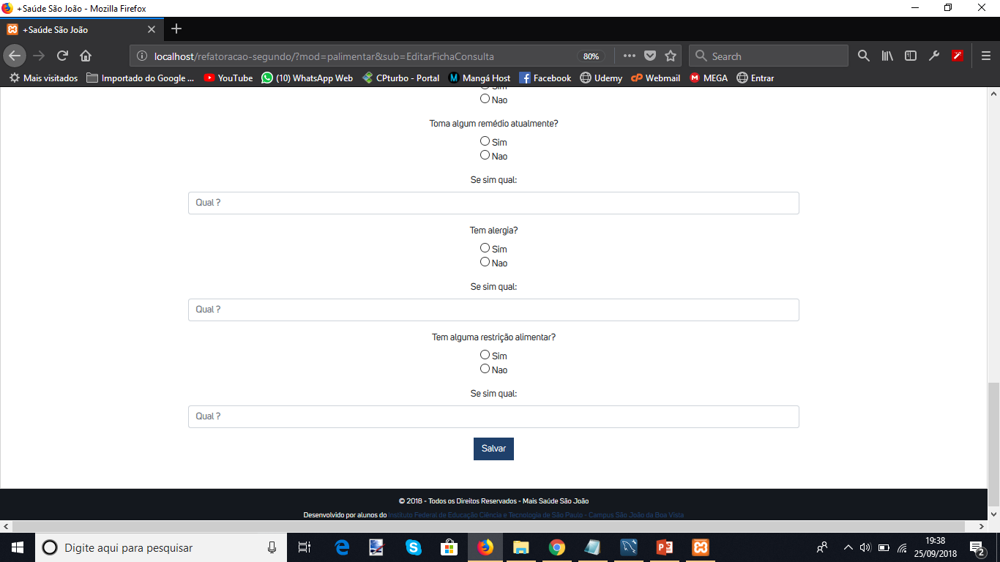 +Saúde São João - Mozilla Firefox
+Saúde São João
localhost/refatoracao-segundo/?mod=palimentar&sub=EditarFichaConsulta
80%
Search
Mais visitados
Importado do Google ...
YouTube
(10) WhatsApp Web
CPturbo - Portal
Mangá Host
Facebook
Udemy
Webmail
MEGA
Entrar
Sim
Nao
Toma algum remédio atualmente?
Sim
Nao
Se sim qual:
Qual ?
Tem alergia?
Sim
Nao
Se sim qual:
Qual ?
Tem alguma restrição alimentar?
Sim
Nao
Se sim qual:
Qual ?
Salvar
© 2018 - Todos os Direitos Reservados - Mais Saúde São João
Desenvolvido por alunos do Instituto Federal de Educação Ciência e Tecnologia de São Paulo - Campus São João da Boa Vista
Digite aqui para pesquisar
19:38
25/09/2018
2